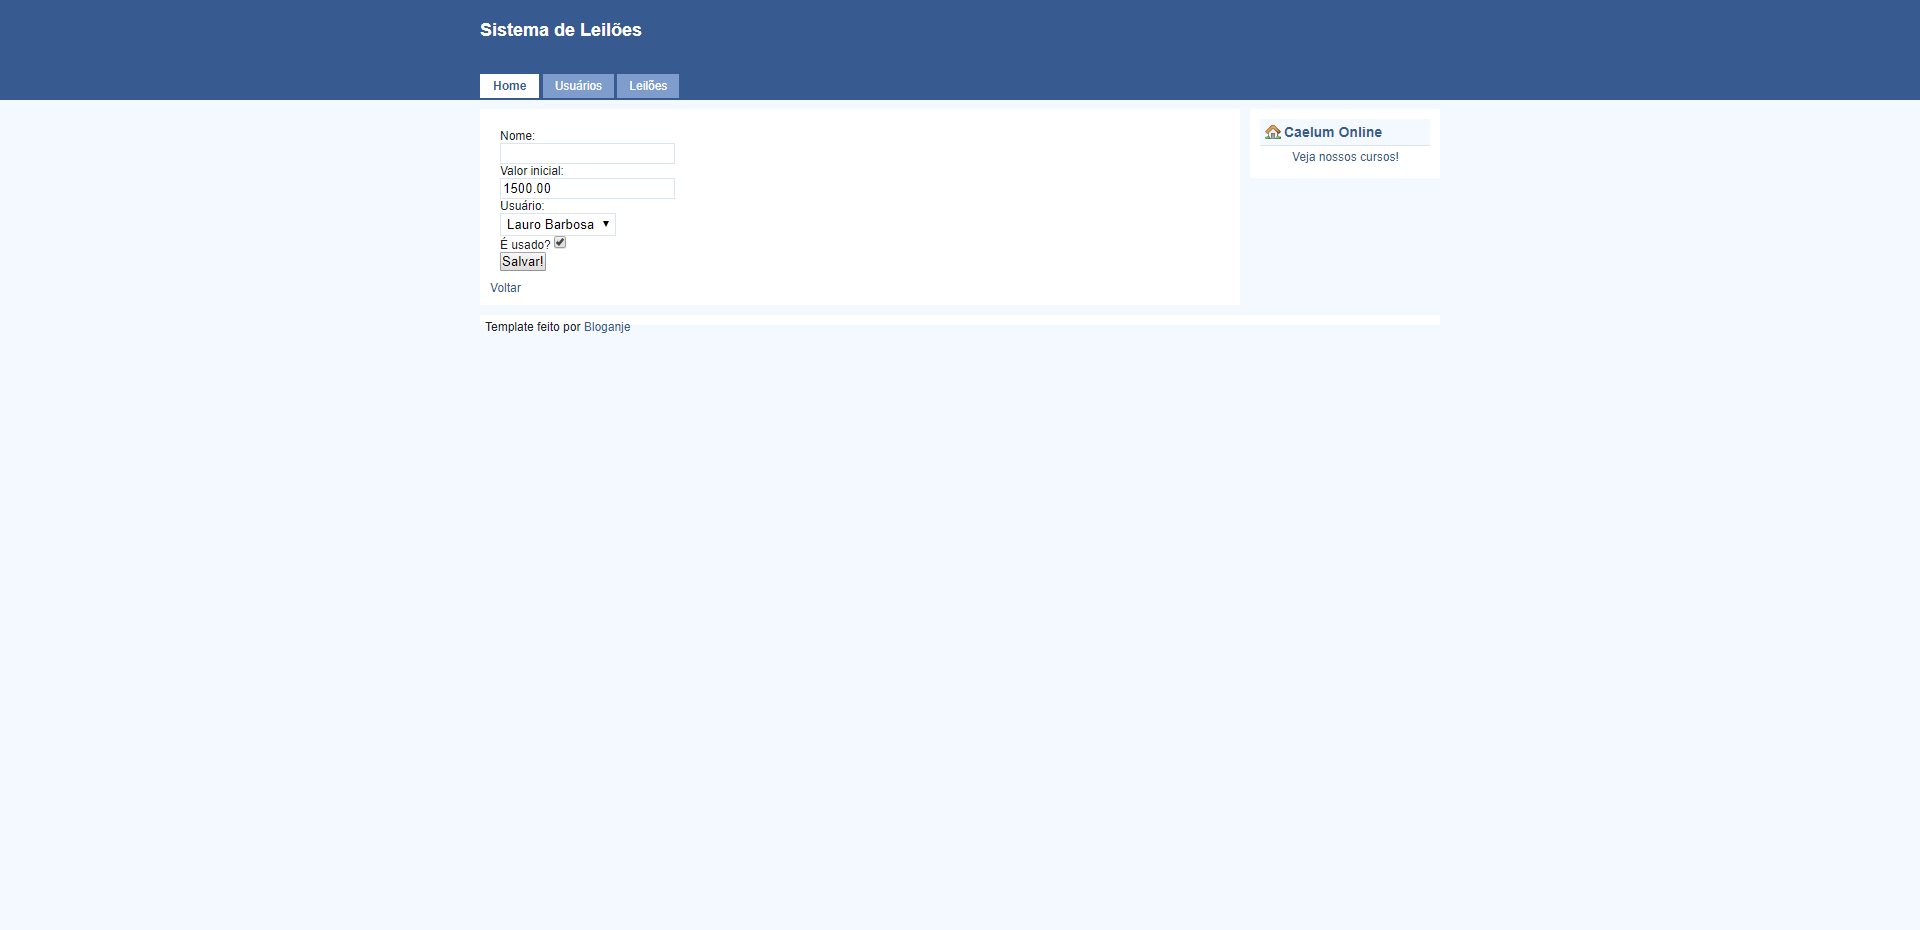 Sistema de Leilões
Home Usuários Leilões
Nome:
Valor inicial:
1500.00
Usuário:
Lauro Barbosa
É usado?
Salvar!
Voltar
Caelum Online
Veja nossos cursos!
Template feito por Bloganje